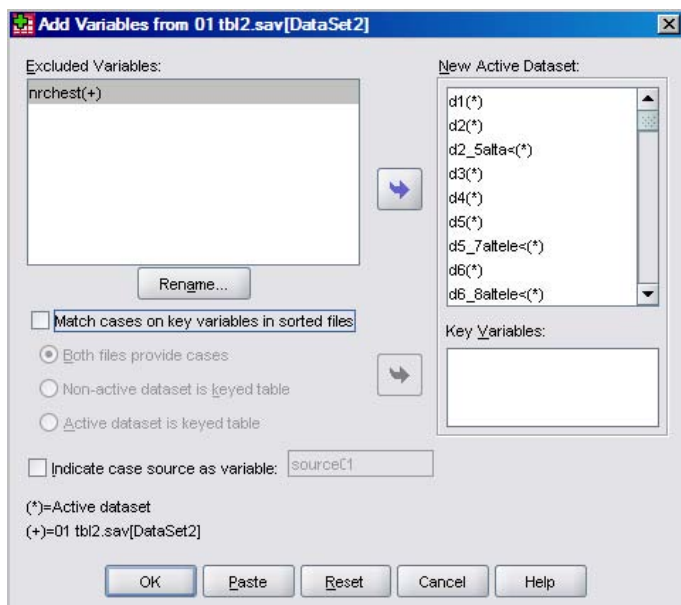 Add Variables from 01 tbl2.sav[DataSet2]
Excluded Variables:
nrchest(+)
New Active Dataset:
d1(*)
d2(*)
d2_5alta<(*)
d3(*)
d4(*)
d5(*)
d5_7altele<(*)
d6(*)
d6_8altele<(*)
Rename...
Match cases on key variables in sorted files
Both files provide cases
Non-active dataset is keyed table
Active dataset is keyed table
Key Variables:
Indicate case source as variable:
source01
(*)=Active dataset
(+)=01 tbl2.sav[DataSet2]
OK
Paste
Reset
Cancel
Help